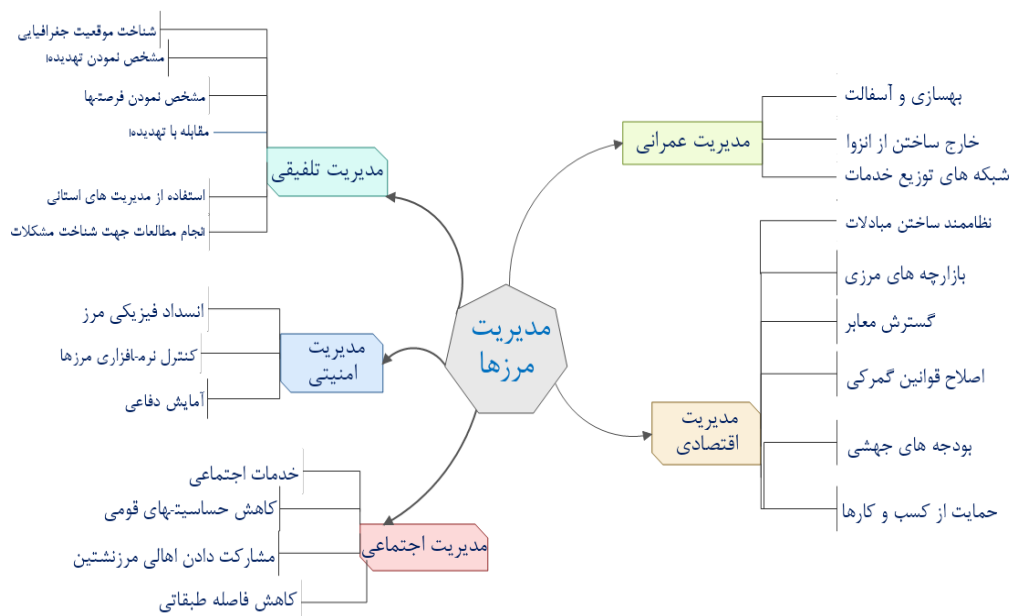 مدیریت
مرزها
مدیریت عمرانی
بهسازی و آسفالت
خارج ساختن از انزوا
شبکه های توزیع خدمات
مدیریت
اقتصادی
نظاممند ساختن مبادلات
بازارچه های مرزی
گسترش معابر
اصلاح قوانین گمرکی
بودجه های جهشی
حمایت از کسب و کارها
مدیریت تلفیقی
شناخت موقعیت جغرافیایی
مشخص نمودن تهدیدها
مشخص نمودن فرصتها
مقابله با تهدیدها
استفاده از مدیریت های استانی
انجام مطالعات جهت شناخت مشکلات
مدیریت
امنیتی
انسداد فیزیکی مرز
کنترل نرم-افزاری مرزها
آمایش دفاعی
مدیریت اجتماعی
خدمات اجتماعی
کاهش حساسیت-های قومی
مشارکت دادن اهالی مرزنشتین
کاهش فاصله طبقاتی